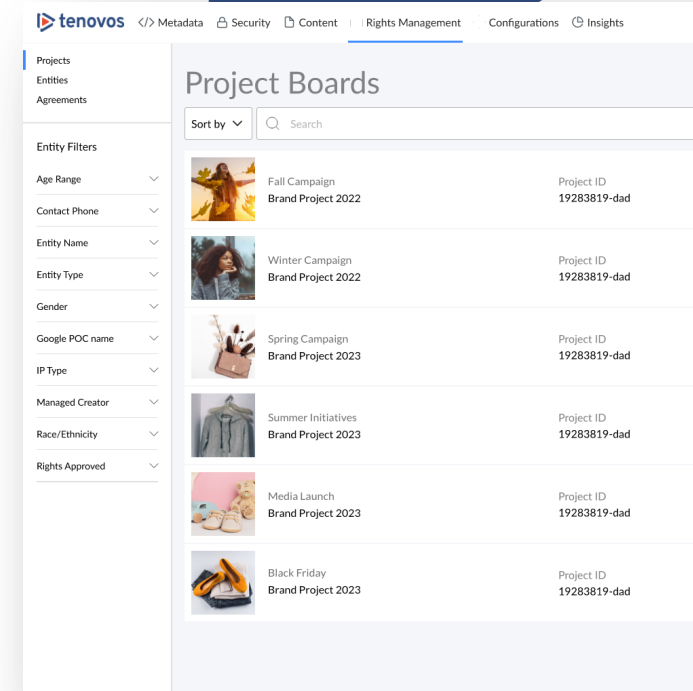 tenovos </> Metadata Security Content Rights Management Configurations Insights
Projects
Entities
Agreements
Entity Filters
Age Range
Contact Phone
Entity Name
Entity Type
Gender
Google POC name
IP Type
Managed Creator
Race/Ethnicity
Rights Approved
Project Boards
Sort by Search
Fall Campaign Project ID
Brand Project 2022 19283819-dad
Winter Campaign Project ID
Brand Project 2022 19283819-dad
Spring Campaign Project ID
Brand Project 2023 19283819-dad
Summer Initiatives Project ID
Brand Project 2023 19283819-dad
Media Launch Project ID
Brand Project 2023 19283819-dad
Black Friday Project ID
Brand Project 2023 19283819-dad